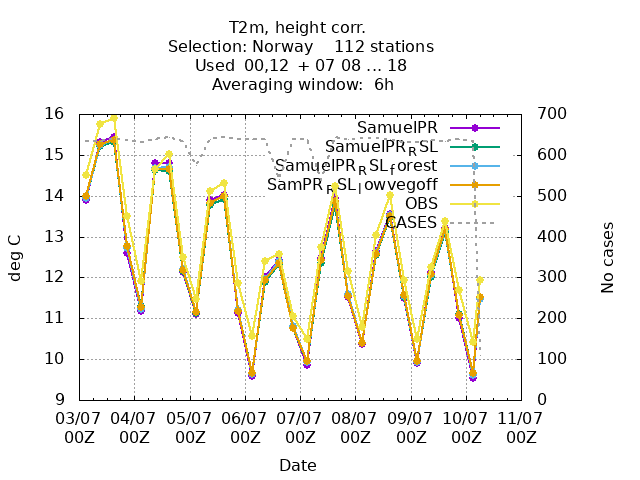 T2m, height corr.
Selection: Norway    112 stations
Used 00,12 + 07 08 ... 18
Averaging window:  6h
16
15
14
13
12
11
10
9
700
600
500
400
300
200
100
0
SamuelPR
SamuelPR_RSL
SamuelPR_RSL_forest
SamPR_RSL_lowvegoff
OBS
CASES
deg C
No cases
03/07 04/07 05/07 06/07 07/07 08/07 09/07 10/07 11/07
00Z 00Z 00Z 00Z 00Z 00Z 00Z 00Z 00Z
Date